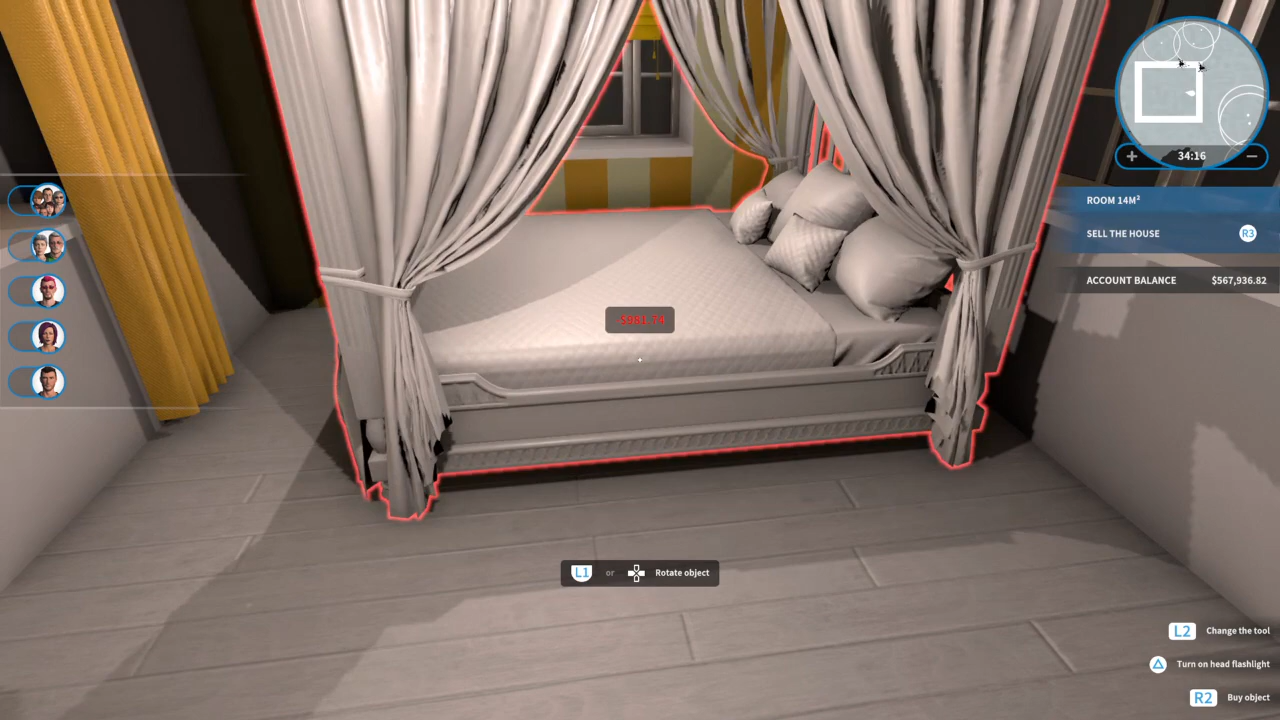 34:16
ROOM 14M²
SELL THE HOUSE R3
ACCOUNT BALANCE $567,936.82
$981.74
L1 or Rotate object
L2 Change the tool
Turn on head flashlight
R2 Buy object